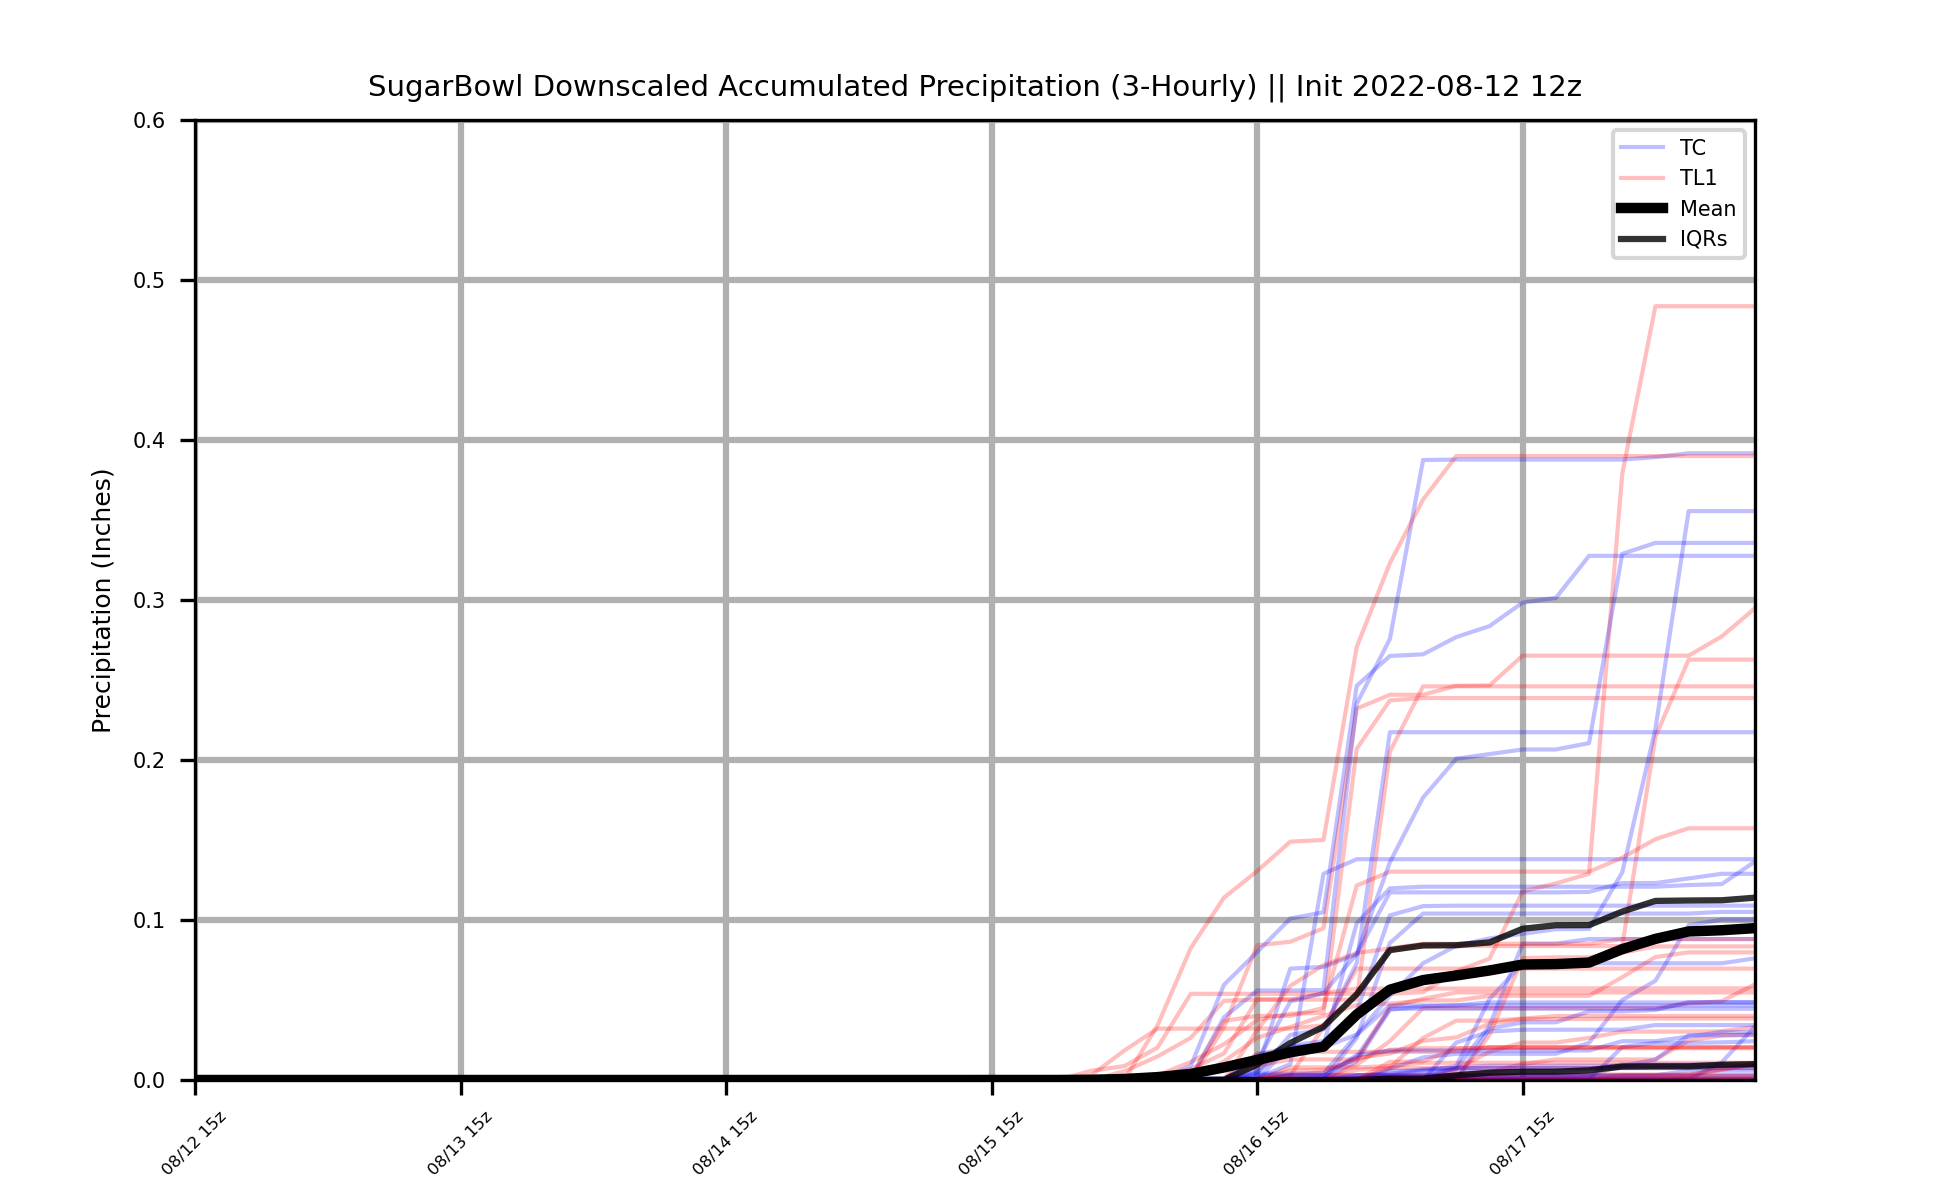 SugarBowl Downscaled Accumulated Precipitation (3-Hourly) || Init 2022-08-12 12z
TC
TL1
Mean
IQRs
Precipitation (Inches)
0.6
0.5
0.4
0.3
0.2
0.1
0.0
08/12 15z
08/13 15z
08/14 15z
08/15 15z
08/16 15z
08/17 15z